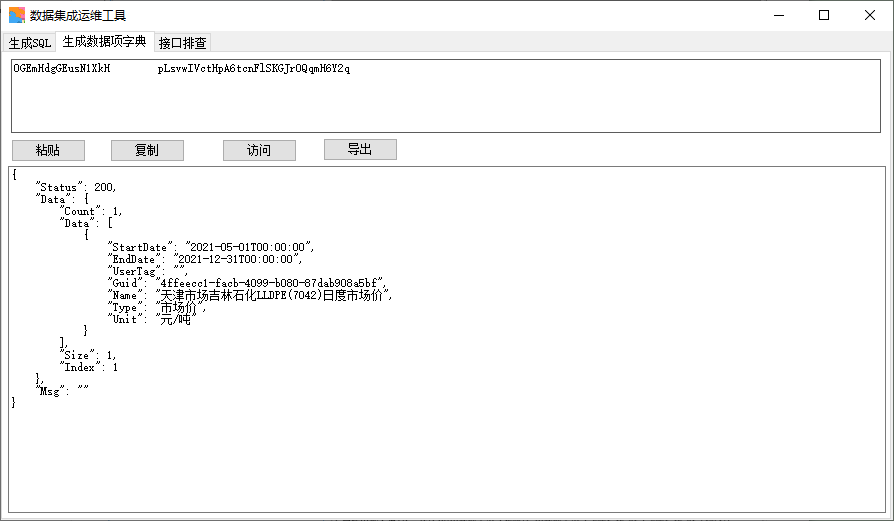 数据集成运维工具
生成SQL 生成数据项字典 接口排查
OGEmHdgGEusN1XkH pLsvwIVctHpA6tcnFlSKGJrOQqmH6Y2q
粘贴 复制 访问 导出
{
"Status": 200,
"Data": {
"Count": 1,
"Data": [
{
"StartDate": "2021-05-01T00:00:00",
"EndDate": "2021-12-31T00:00:00",
"UserTag": "",
"Guid": "4ffeecc1-facb-4099-b080-87dab908a5bf",
"Name": "天津市场吉林石化LLDPE(7042)日度市场价",
"Type": "市场价",
"Unit": "元/吨"
}
],
"Size": 1,
"Index": 1
},
"Msg": ""
}